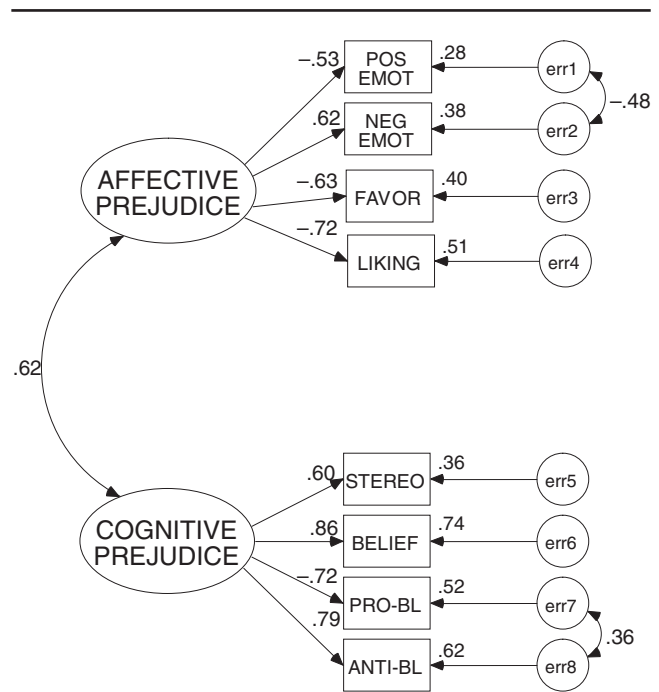 –.53
POS
EMOT
.28
err1
–.48
.62
NEG
EMOT
.38
err2
AFFECTIVE
PREJUDICE
–.63
FAVOR
.40
err3
–.72
LIKING
.51
err4
.62
COGNITIVE
PREJUDICE
.60
STEREO
.36
err5
.86
BELIEF
.74
err6
–.72
PRO-BL
.52
err7
.36
.79
ANTI-BL
.62
err8